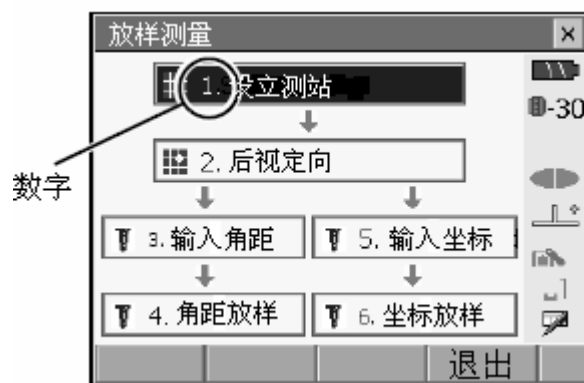 放样测量
1.设立测站
-30
2. 后视定向
数字
3. 输入角距
5. 输入坐标
4. 角距放样
6. 坐标放样
退出